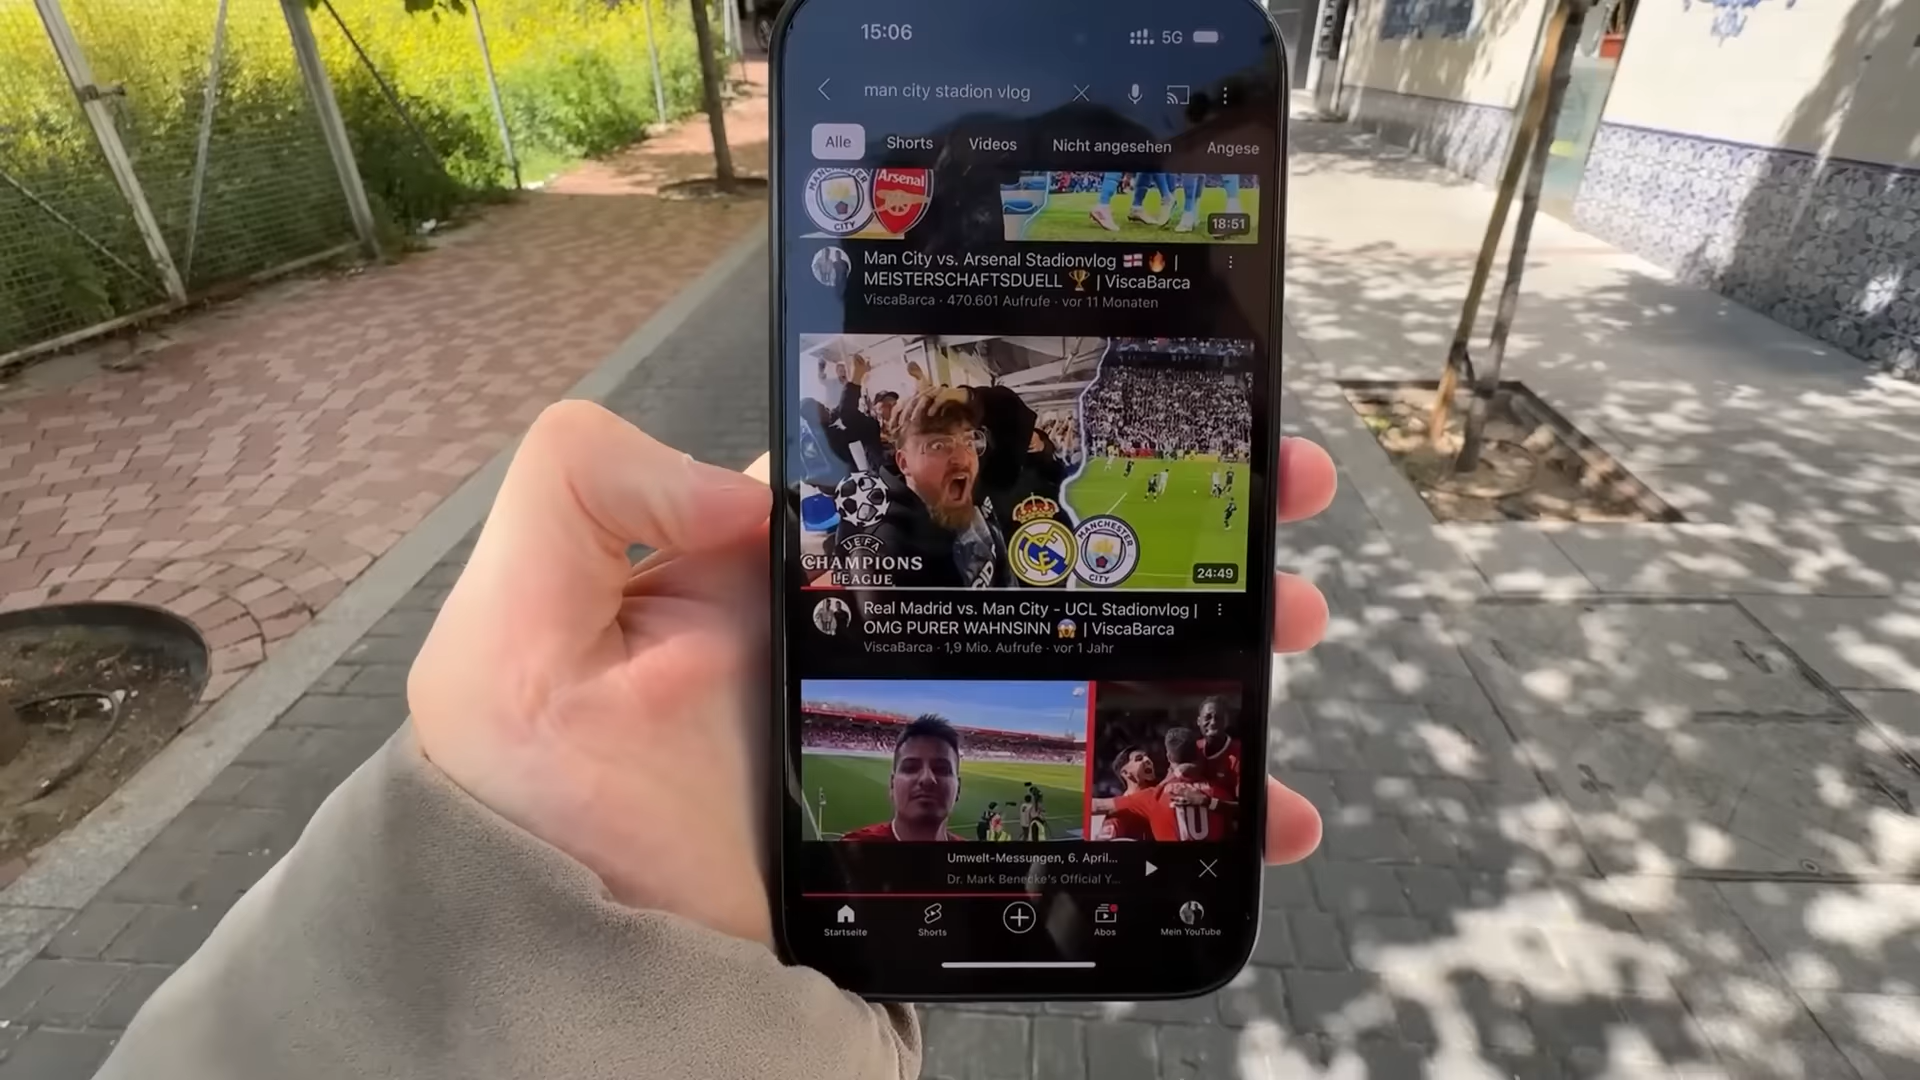 15:06
5G
man city stadion vlog
Alle
Shorts
Videos
Nicht angesehen
Angese
MANCHESTER
CITY
Arsenal
18:51
Man City vs. Arsenal Stadionvlog 🏴󠁧󠁢󠁥󠁮󠁧󠁿 🔥 |
MEISTERSCHAFTSDUELL 🏆 | ViscaBarca
ViscaBarca · 470.601 Aufrufe · vor 11 Monaten
UEFA
CHAMPIONS
LEAGUE
MANCHESTER
CITY
24:49
Real Madrid vs. Man City - UCL Stadionvlog |
OMG PURER WAHNSINN 😱 | ViscaBarca
ViscaBarca · 1,9 Mio. Aufrufe · vor 1 Jahr
10
Umwelt-Messungen, 6. April...
Dr. Mark Benecke's Official Y...
Startseite
Shorts
Abos
Mein YouTube